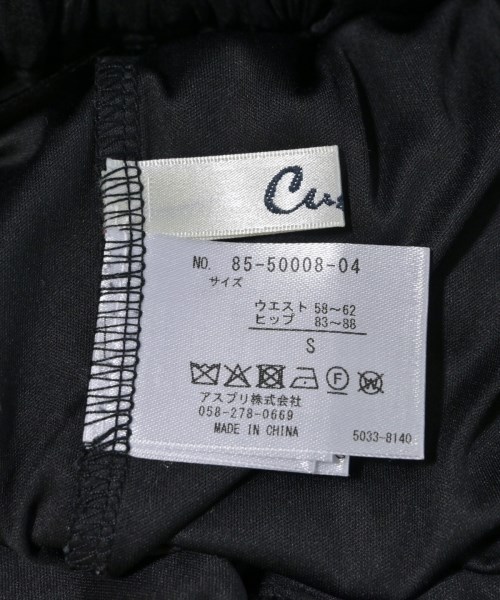 NO. 85-50008-04
サイズ
ウエスト 58～62
ヒップ 83～88
S
アスプリ株式会社
058-278-0669
MADE IN CHINA 5033-8140